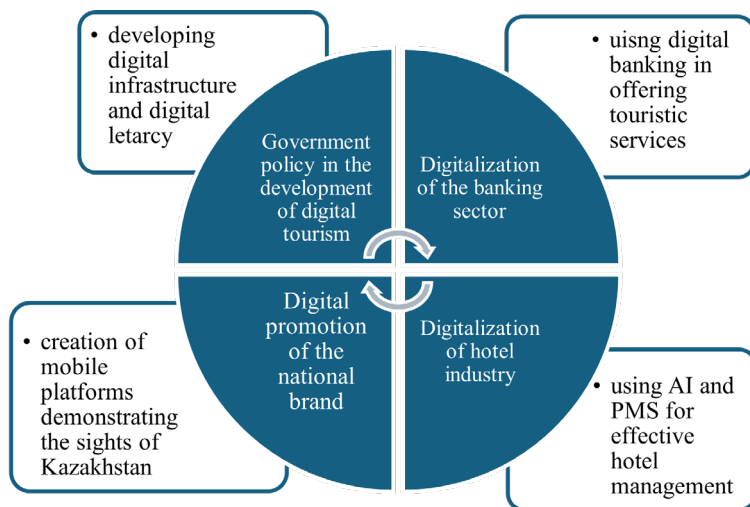 • developing
digital
infrastructure
and digital
letarcy
Government
policy in the
development
of digital
tourism
• uisng digital
banking in
offering
touristic
services
Digitalization
of the banking
sector
• creation of
mobile
platforms
demonstrating
the sights of
Kazakhstan
Digital
promotion
of the
national
brand
Digitalization
of hotel
industry
• using AI and
PMS for
effective
hotel
management